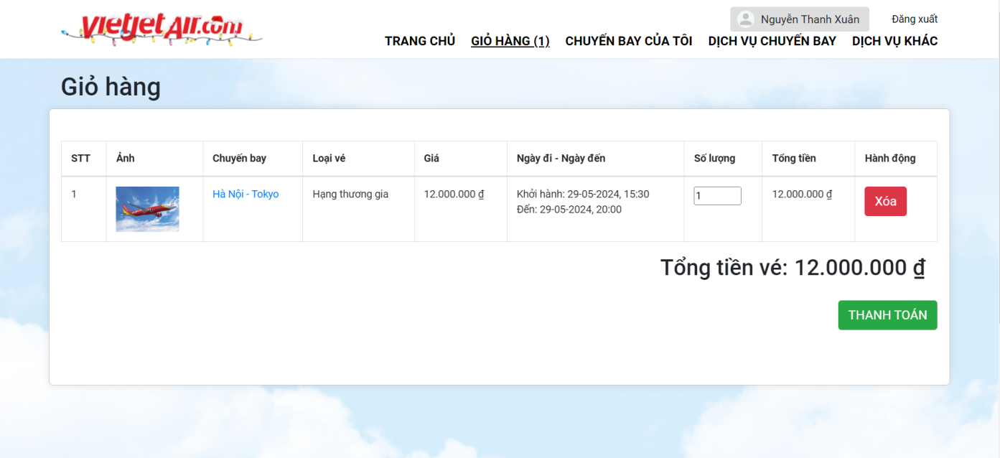 VietjetAir.com
Nguyễn Thanh Xuân
Đăng xuất
TRANG CHỦ GIỎ HÀNG (1) CHUYẾN BAY CỦA TÔI DỊCH VỤ CHUYẾN BAY DỊCH VỤ KHÁC
Giỏ hàng
STT Ảnh Chuyến bay Loại vé Giá Ngày đi - Ngày đến Số lượng Tổng tiền Hành động
1 Hà Nội - Tokyo Hạng thương gia 12.000.000 ₫ Khởi hành: 29-05-2024, 15:30 1 12.000.000 ₫ Xóa
Đến: 29-05-2024, 20:00
Tổng tiền vé: 12.000.000 ₫
THANH TOÁN